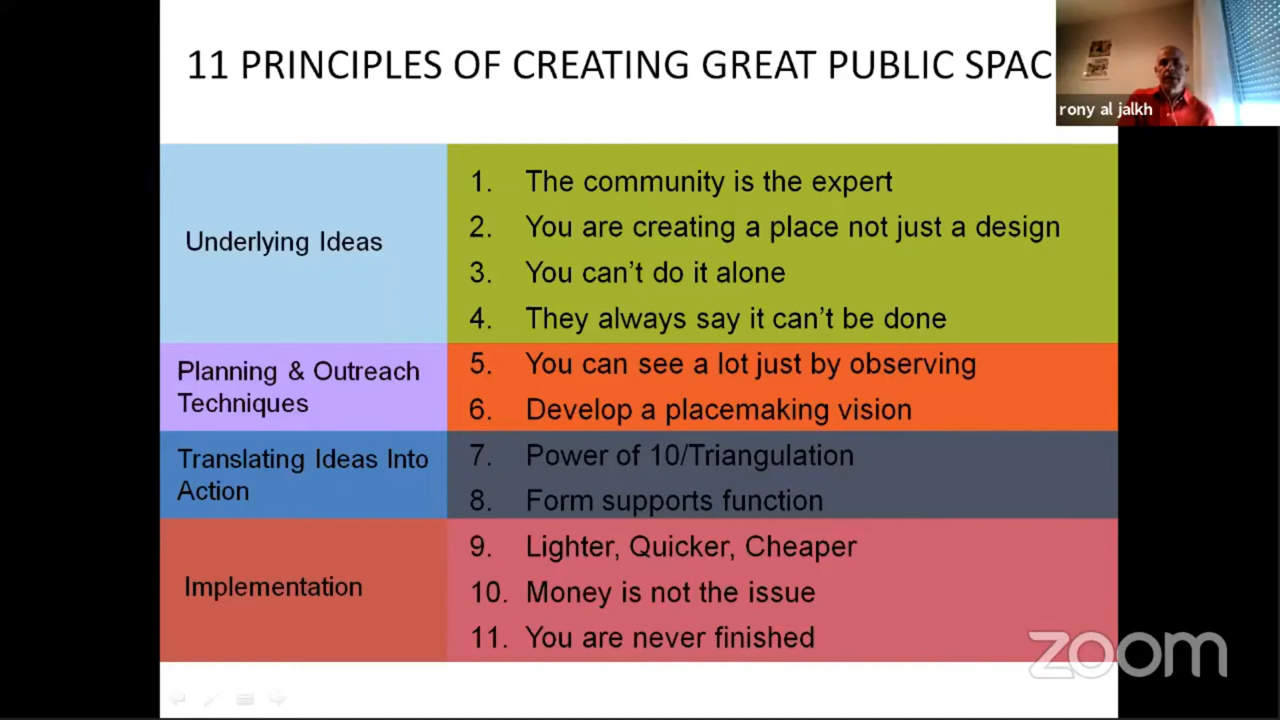 11 PRINCIPLES OF CREATING GREAT PUBLIC SPAC
rony al jalkh
Underlying Ideas
1. The community is the expert
2. You are creating a place not just a design
3. You can't do it alone
4. They always say it can't be done
Planning & Outreach
Techniques
5. You can see a lot just by observing
6. Develop a placemaking vision
Translating Ideas Into
Action
7. Power of 10/Triangulation
8. Form supports function
Implementation
9. Lighter, Quicker, Cheaper
10. Money is not the issue
11. You are never finished
zoom